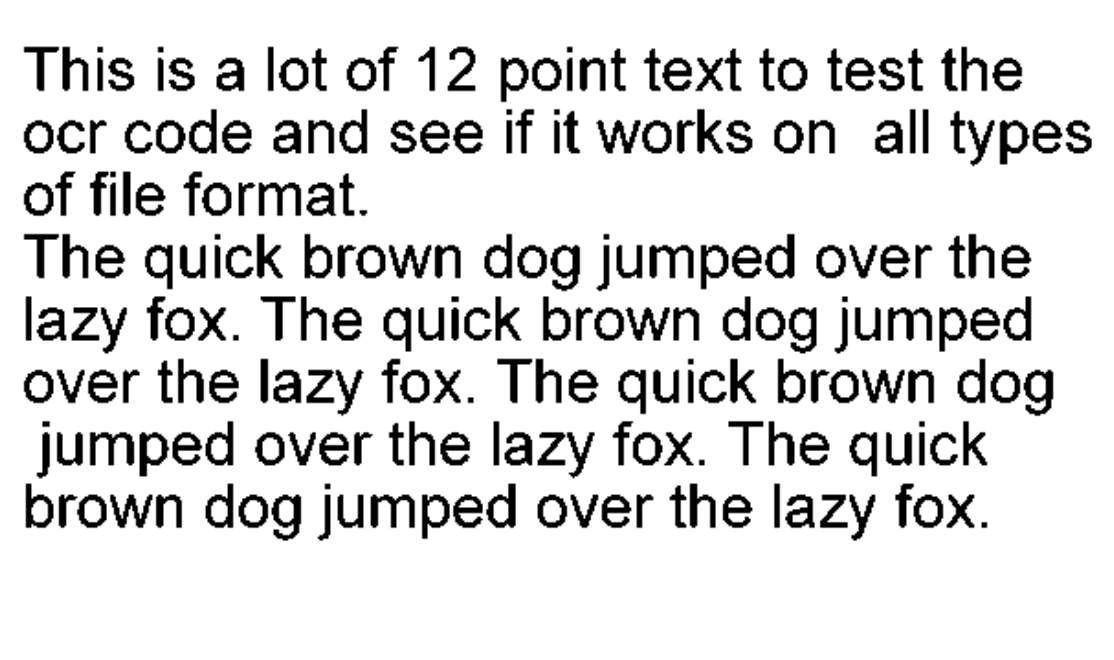 This is a lot of 12 point text to test the
ocr code and see if it works on  all types
of file format.
The quick brown dog jumped over the
lazy fox. The quick brown dog jumped
over the lazy fox. The quick brown dog
 jumped over the lazy fox. The quick
brown dog jumped over the lazy fox.